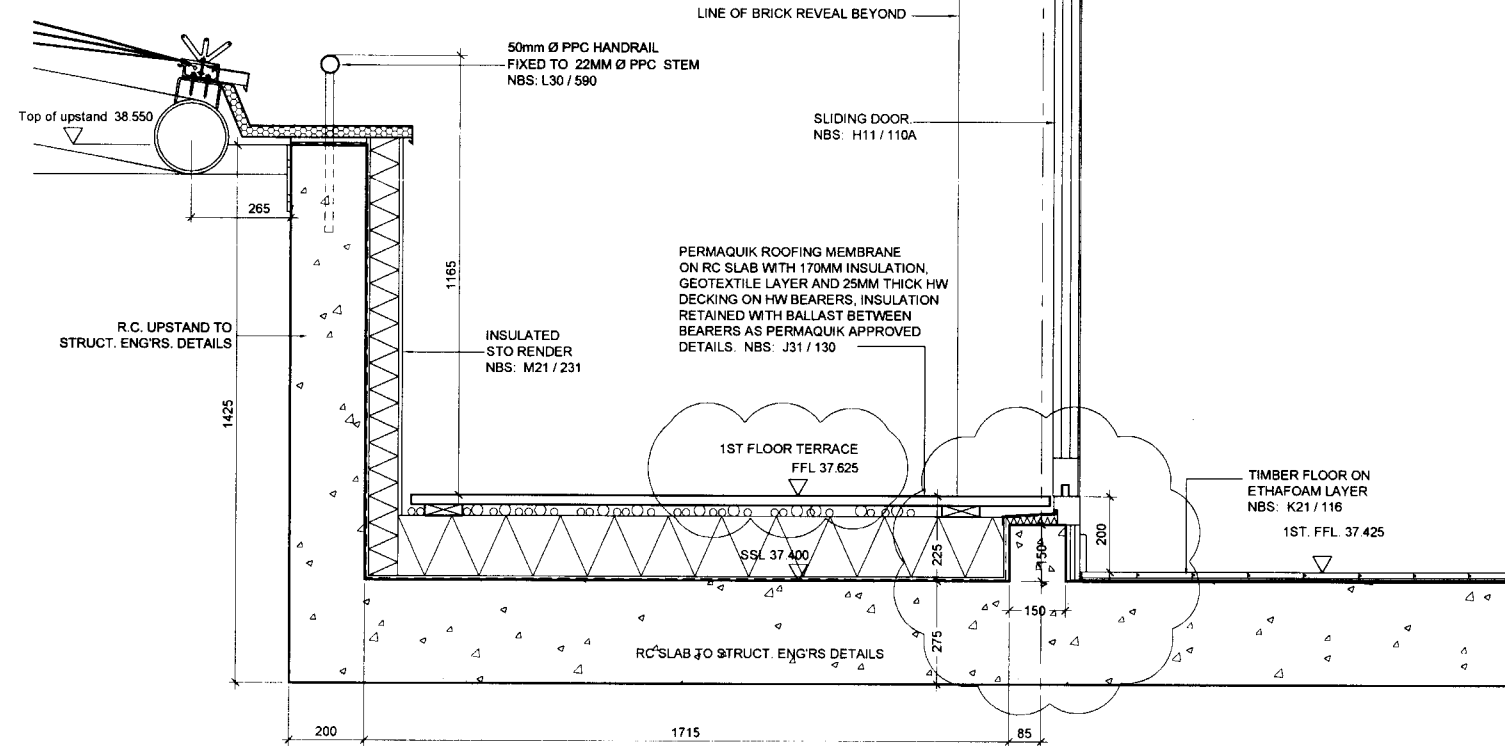 LINE OF BRICK REVEAL BEYOND
50mm Ø PPC HANDRAIL
FIXED TO 22MM Ø PPC STEM
NBS: L30 / 590
Top of upstand 38.550
SLIDING DOOR.
NBS: H11 / 110A
265
1165
PERMAQUIK ROOFING MEMBRANE
ON RC SLAB WITH 170MM INSULATION,
GEOTEXTILE LAYER AND 25MM THICK HW
DECKING ON HW BEARERS, INSULATION
RETAINED WITH BALLAST BETWEEN
BEARERS AS PERMAQUIK APPROVED
DETAILS. NBS: J31 / 130
R.C. UPSTAND TO
STRUCT. ENG'RS. DETAILS
INSULATED
STO RENDER
NBS: M21 / 231
1425
1ST FLOOR TERRACE
FFL 37.625
TIMBER FLOOR ON
ETHAFOAM LAYER
NBS: K21 / 116
1ST. FFL. 37.425
SSL 37.400
225
150
200
150
275
RC SLAB TO STRUCT. ENG'RS DETAILS
200
1715
85